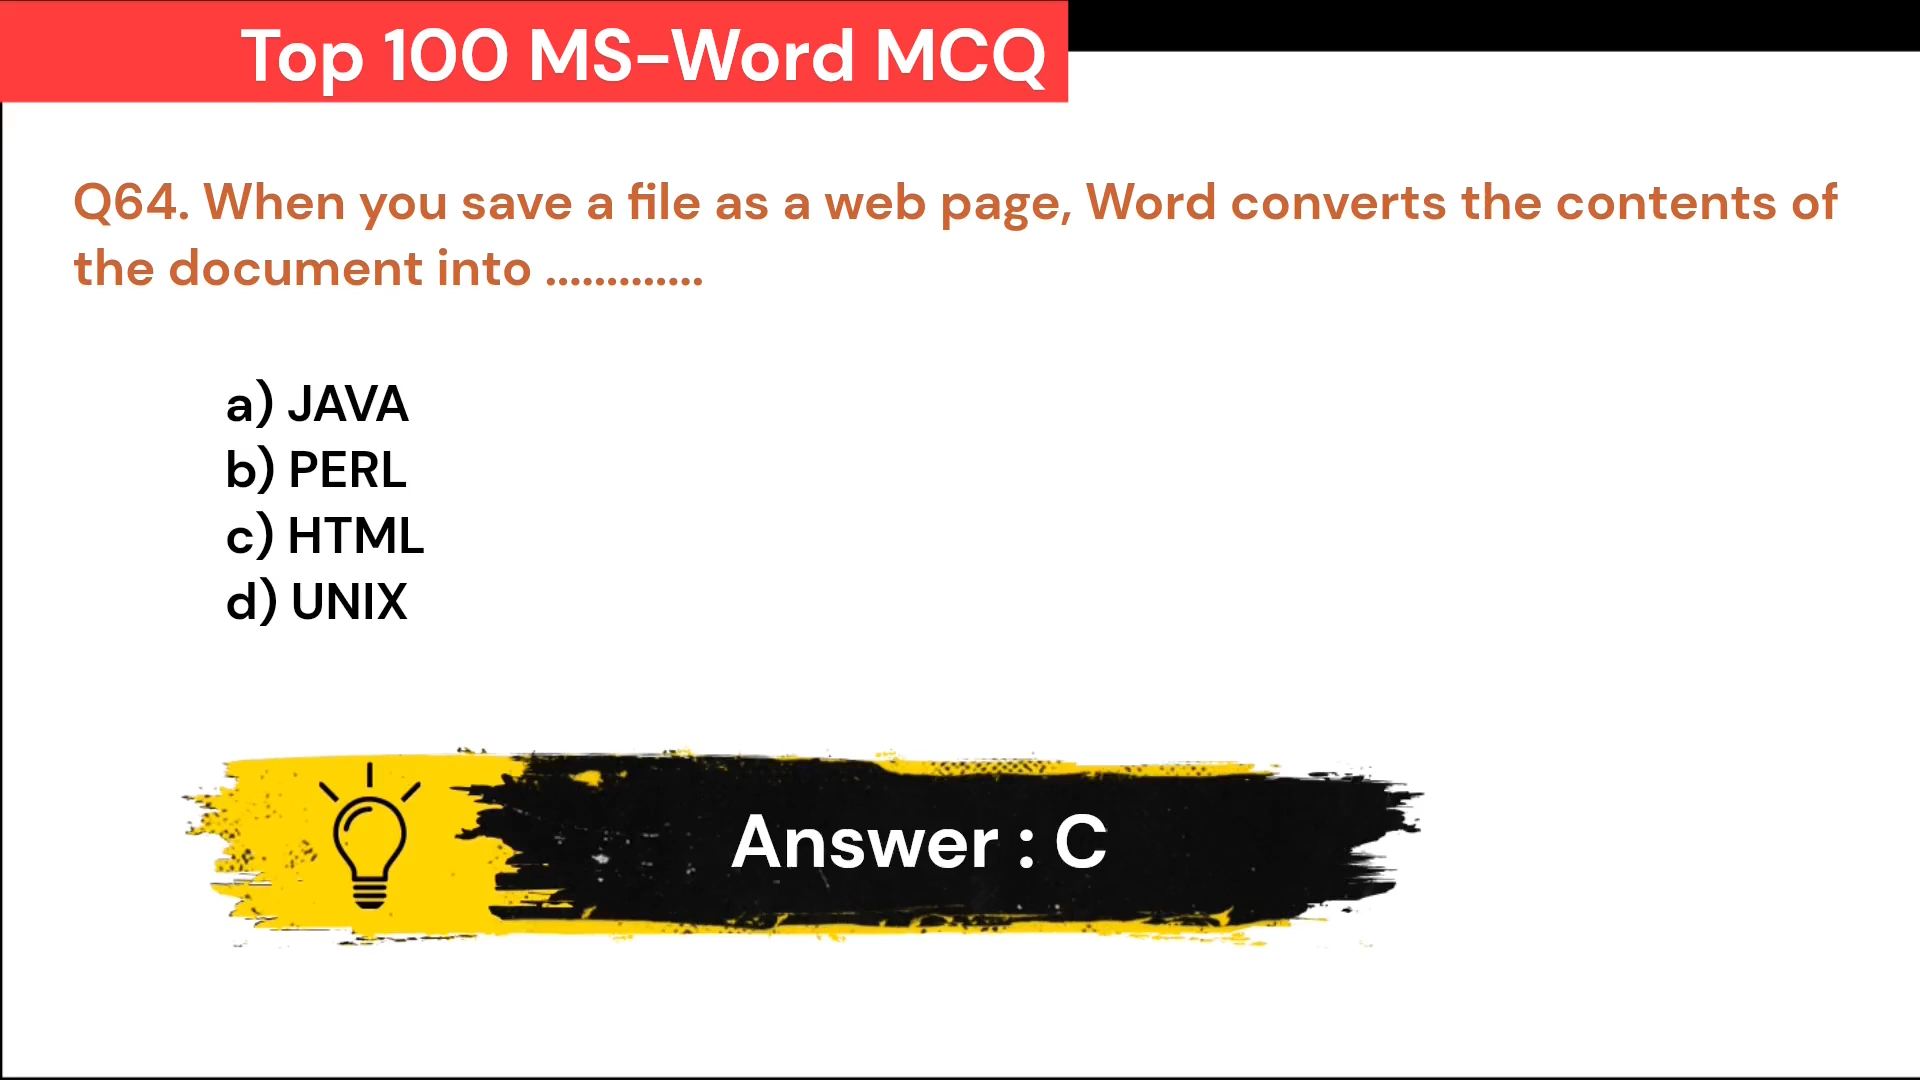 Top 100 MS-Word MCQ
Q64. When you save a file as a web page, Word converts the contents of
the document into .............
a) JAVA
b) PERL
c) HTML
d) UNIX
Answer : C